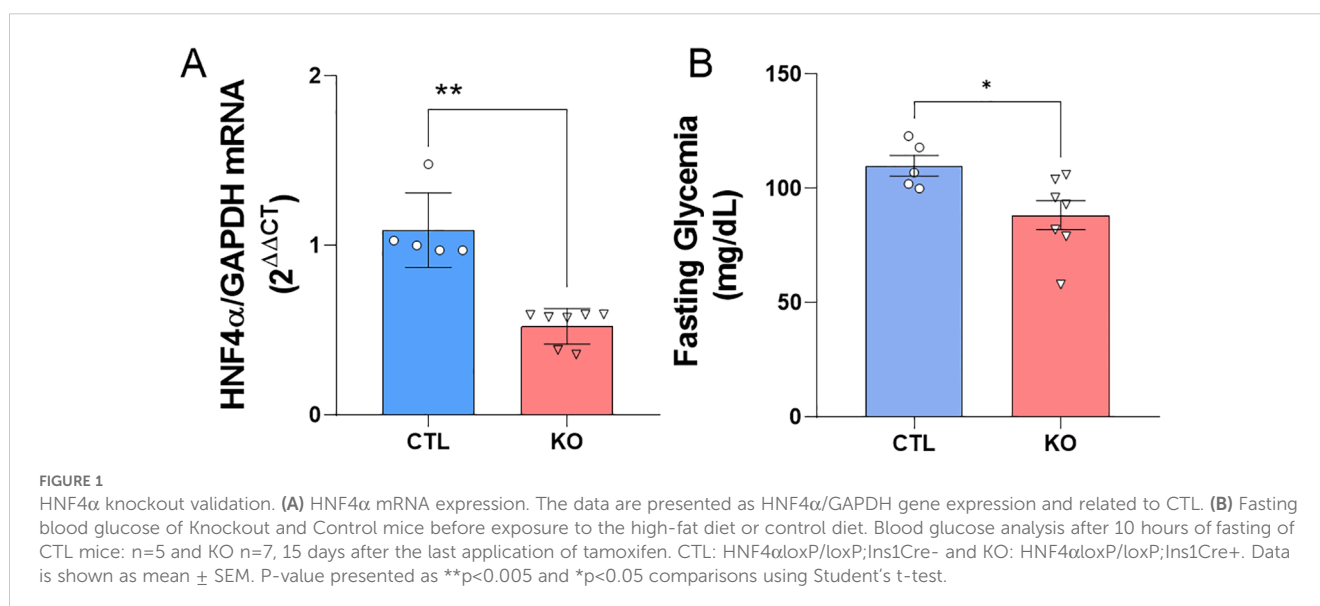 A
B
HNF4α/GAPDH mRNA
(2^ΔΔCT)
2
1
0
**
CTL
KO
Fasting Glycemia
(mg/dL)
150
100
50
0
*
CTL
KO
FIGURE 1
HNF4α knockout validation. (A) HNF4α mRNA expression. The data are presented as HNF4α/GAPDH gene expression and related to CTL. (B) Fasting
blood glucose of Knockout and Control mice before exposure to the high-fat diet or control diet. Blood glucose analysis after 10 hours of fasting of
CTL mice: n=5 and KO n=7, 15 days after the last application of tamoxifen. CTL: HNF4αloxP/loxP;Ins1Cre- and KO: HNF4αloxP/loxP;Ins1Cre+. Data
is shown as mean ± SEM. P-value presented as **p<0.005 and *p<0.05 comparisons using Student's t-test.